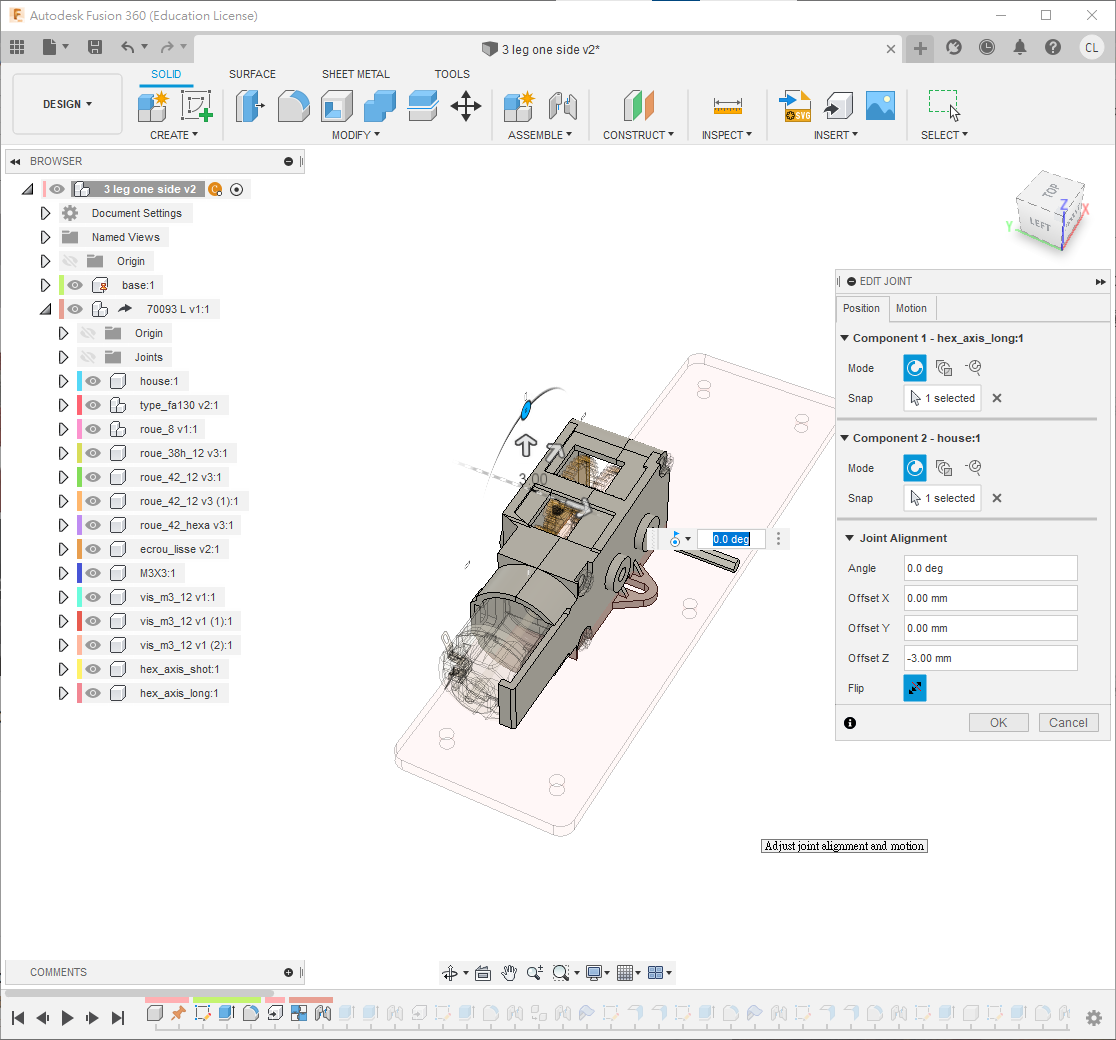 Autodesk Fusion 360 (Education License)
3 leg one side v2*
CL
DESIGN
SOLID
SURFACE
SHEET METAL
TOOLS
CREATE
MODIFY
ASSEMBLE
CONSTRUCT
INSPECT
INSERT
SELECT
SVG
BROWSER
3 leg one side v2
Document Settings
Named Views
Origin
base:1
70093 L v1:1
Origin
Joints
house:1
type_fa130 v2:1
roue_8 v1:1
roue_38h_12 v3:1
roue_42_12 v3:1
roue_42_12 v3 (1):1
roue_42_hexa v3:1
ecrou_lisse v2:1
M3X3:1
vis_m3_12 v1:1
vis_m3_12 v1 (1):1
vis_m3_12 v1 (2):1
hex_axis_shot:1
hex_axis_long:1
TOP
LEFT
Z
X
Y
3.00
0.0 deg
EDIT JOINT
Position
Motion
Component 1 - hex_axis_long:1
Mode
Snap
1 selected
Component 2 - house:1
Mode
Snap
1 selected
Joint Alignment
Angle
0.0 deg
Offset X
0.00 mm
Offset Y
0.00 mm
Offset Z
-3.00 mm
Flip
OK
Cancel
Adjust joint alignment and motion
COMMENTS